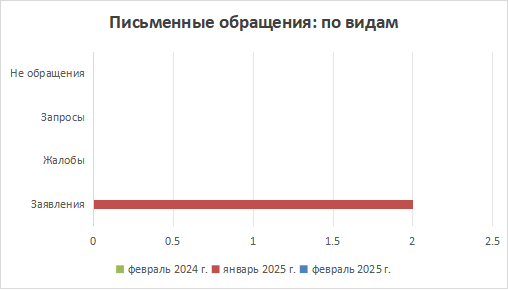 Письменные обращения: по видам
Не обращения
Запросы
Жалобы
Заявления
0 0.5 1 1.5 2 2.5
февраль 2024 г. январь 2025 г. февраль 2025 г.